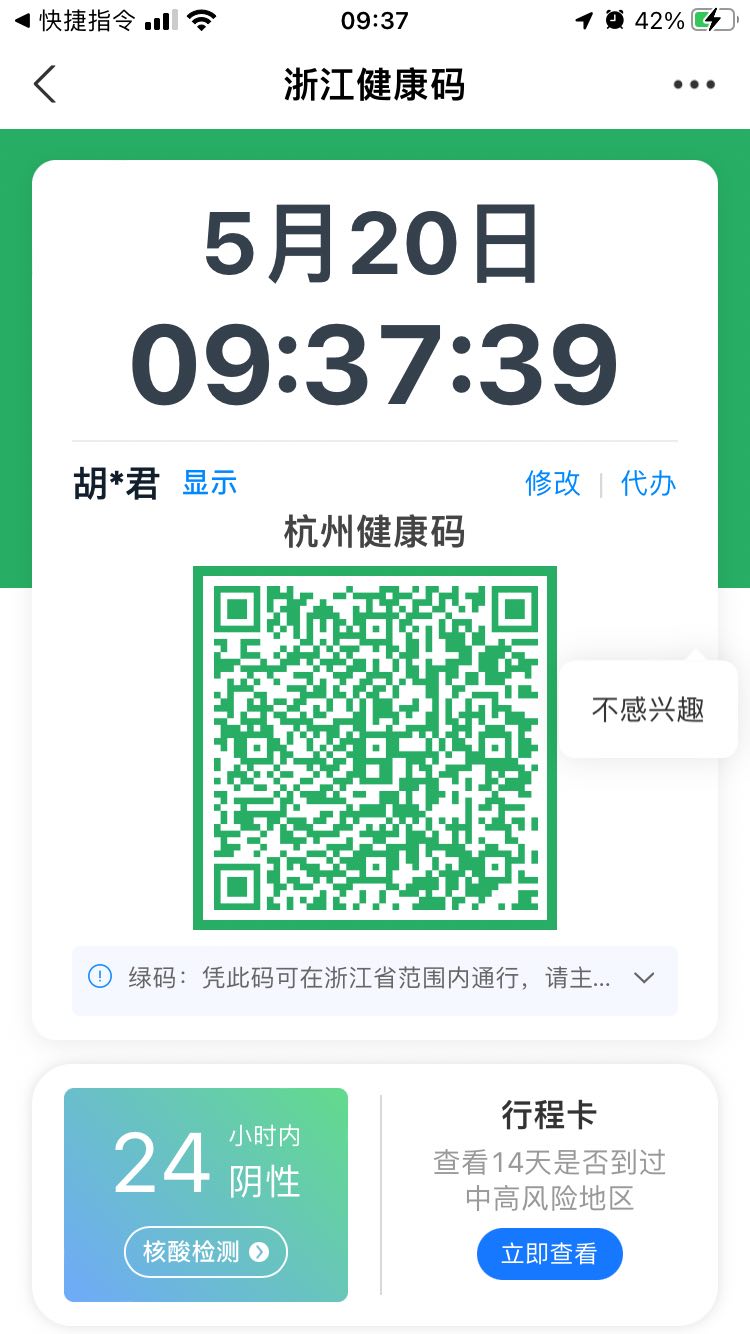 快捷指令
09:37
42%
浙江健康码
5月20日
09:37:39
胡*君 显示 修改 代办
杭州健康码
不感兴趣
绿码：凭此码可在浙江省范围内通行，请主...
24 小时内
阴性
核酸检测
行程卡
查看14天是否到过
中高风险地区
立即查看